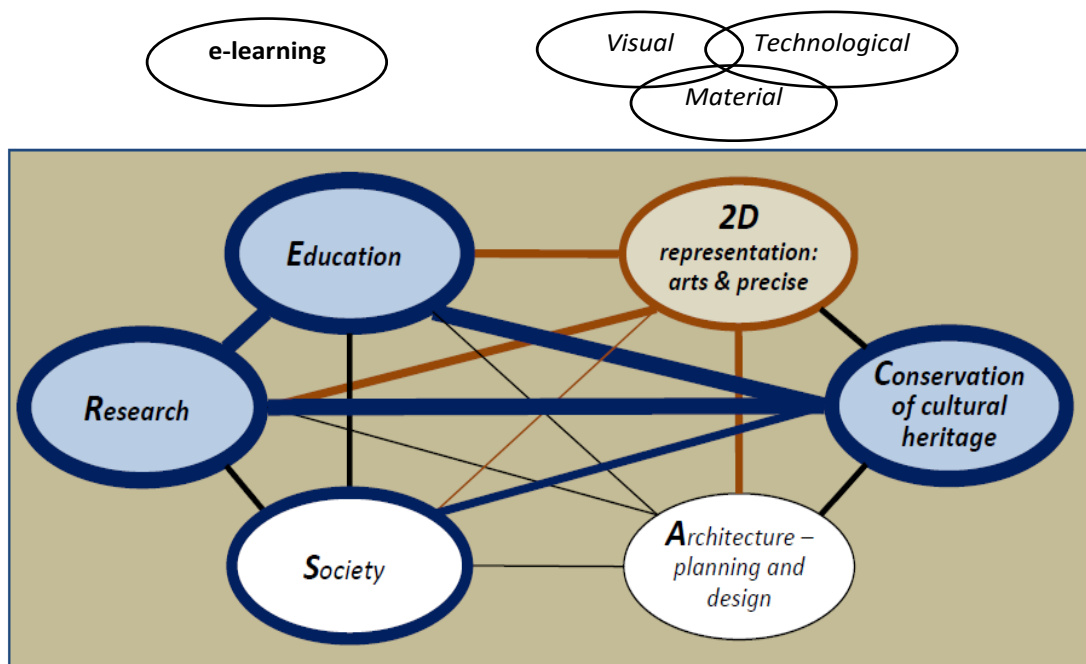 e-learning
Visual
Technological
Material
Education
2D
representation:
arts & precise
Research
Conservation
of cultural
heritage
Society
Architecture –
planning and
design